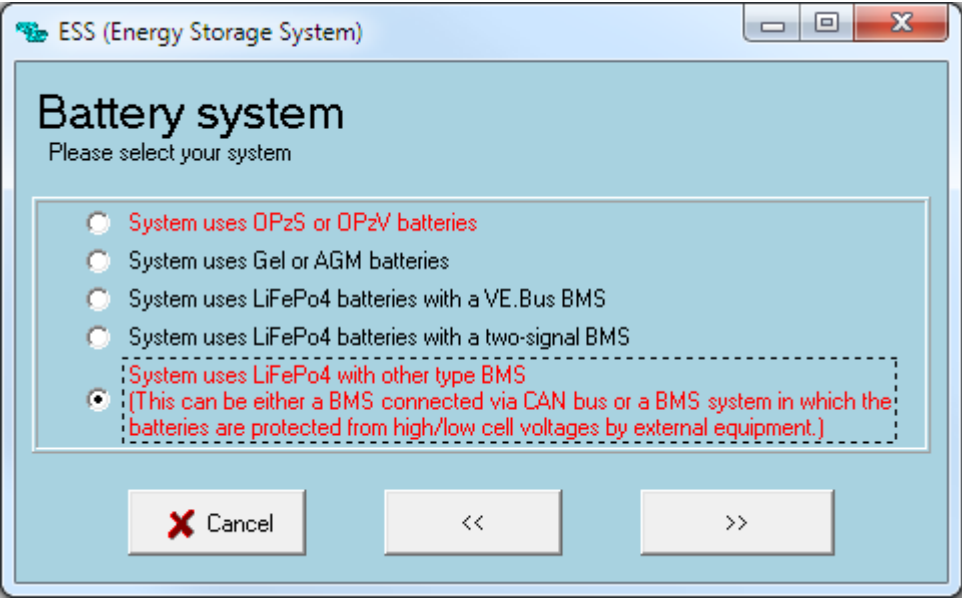 ESS (Energy Storage System)
Battery system
Please select your system
System uses OPzS or OPzV batteries
System uses Gel or AGM batteries
System uses LiFePo4 batteries with a VE.Bus BMS
System uses LiFePo4 batteries with a two-signal BMS
System uses LiFePo4 with other type BMS
(This can be either a BMS connected via CAN bus or a BMS system in which the
batteries are protected from high/low cell voltages by external equipment.)
Cancel
<<
>>